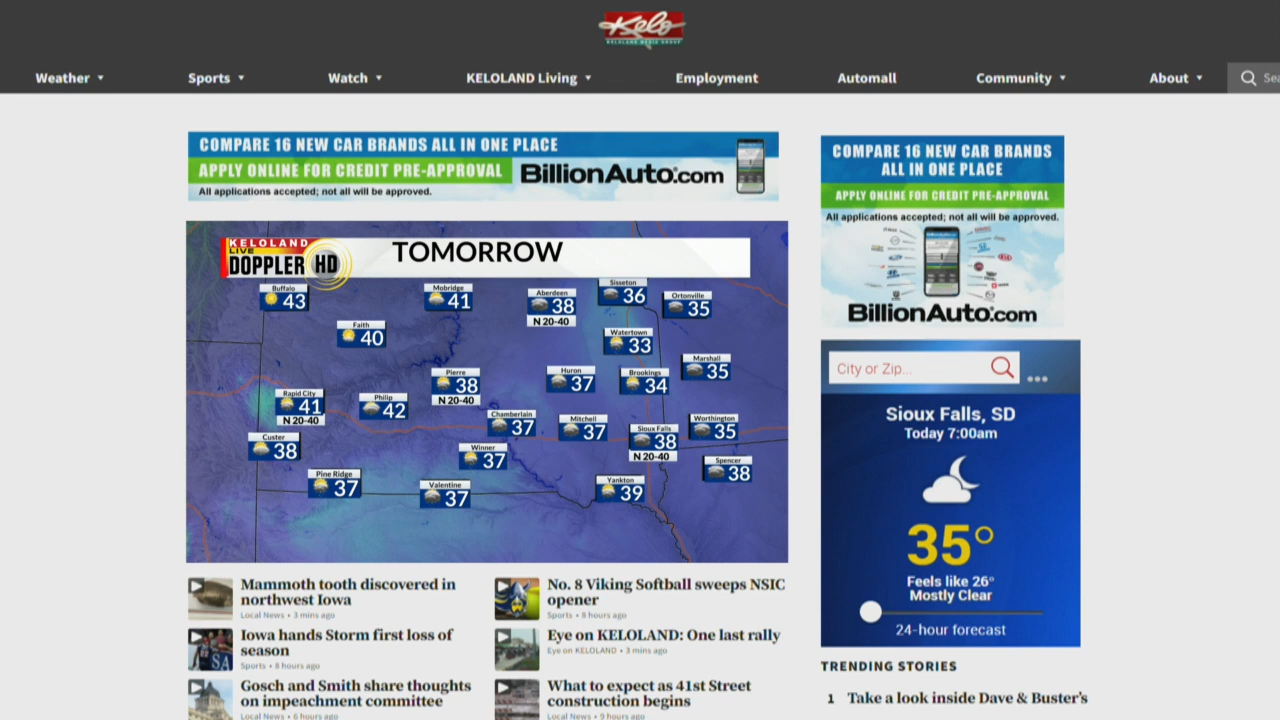 Kelo
KELOLAND MEDIA GROUP
Weather
Sports
Watch
KELOLAND Living
Employment
Automall
Community
About
COMPARE 16 NEW CAR BRANDS ALL IN ONE PLACE
APPLY ONLINE FOR CREDIT PRE-APPROVAL
BillionAuto.com
All applications accepted; not all will be approved.
COMPARE 16 NEW CAR BRANDS
ALL IN ONE PLACE
APPLY ONLINE FOR CREDIT PRE-APPROVAL
All applications accepted; not all will be approved.
BillionAuto.com
KELOLAND
LIVE
DOPPLER HD
TOMORROW
Buffalo
43
Mobridge
41
Aberdeen
38
N 20-40
Sisseton
36
Ortonville
35
Faith
40
Watertown
33
Marshall
35
Pierre
38
N 20-40
Huron
37
Brookings
34
Rapid City
41
N 20-40
Philip
42
Chamberlain
37
Mitchell
37
Sioux Falls
38
N 20-40
Worthington
35
Custer
38
Winner
37
Spencer
38
Pine Ridge
37
Valentine
37
Yankton
39
City or Zip...
Sioux Falls, SD
Today 7:00am
35°
Feels like 26°
Mostly Clear
24-hour forecast
Mammoth tooth discovered in
northwest Iowa
Local News • 3 mins ago
Iowa hands Storm first loss of
season
Sports • 8 hours ago
Gosch and Smith share thoughts
on impeachment committee
Local News • 6 hours ago
No. 8 Viking Softball sweeps NSIC
opener
Sports • 8 hours ago
Eye on KELOLAND: One last rally
Eye on KELOLAND • 3 mins ago
What to expect as 41st Street
construction begins
Local News • 9 hours ago
TRENDING STORIES
1 Take a look inside Dave & Buster's